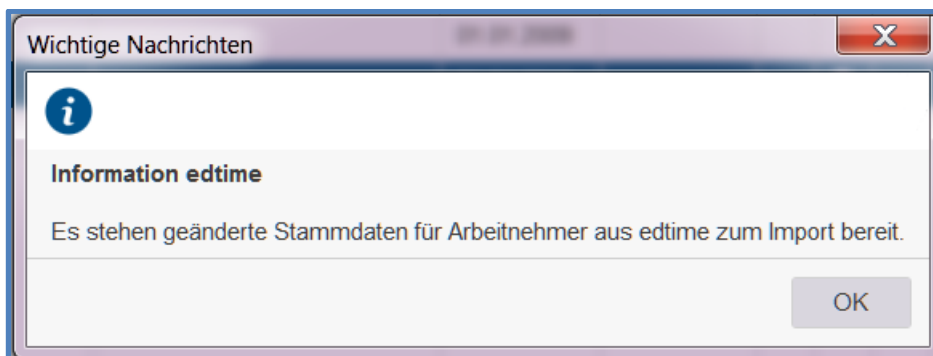 Wichtige Nachrichten
Information edtime
Es stehen geänderte Stammdaten für Arbeitnehmer aus edtime zum Import bereit.
OK